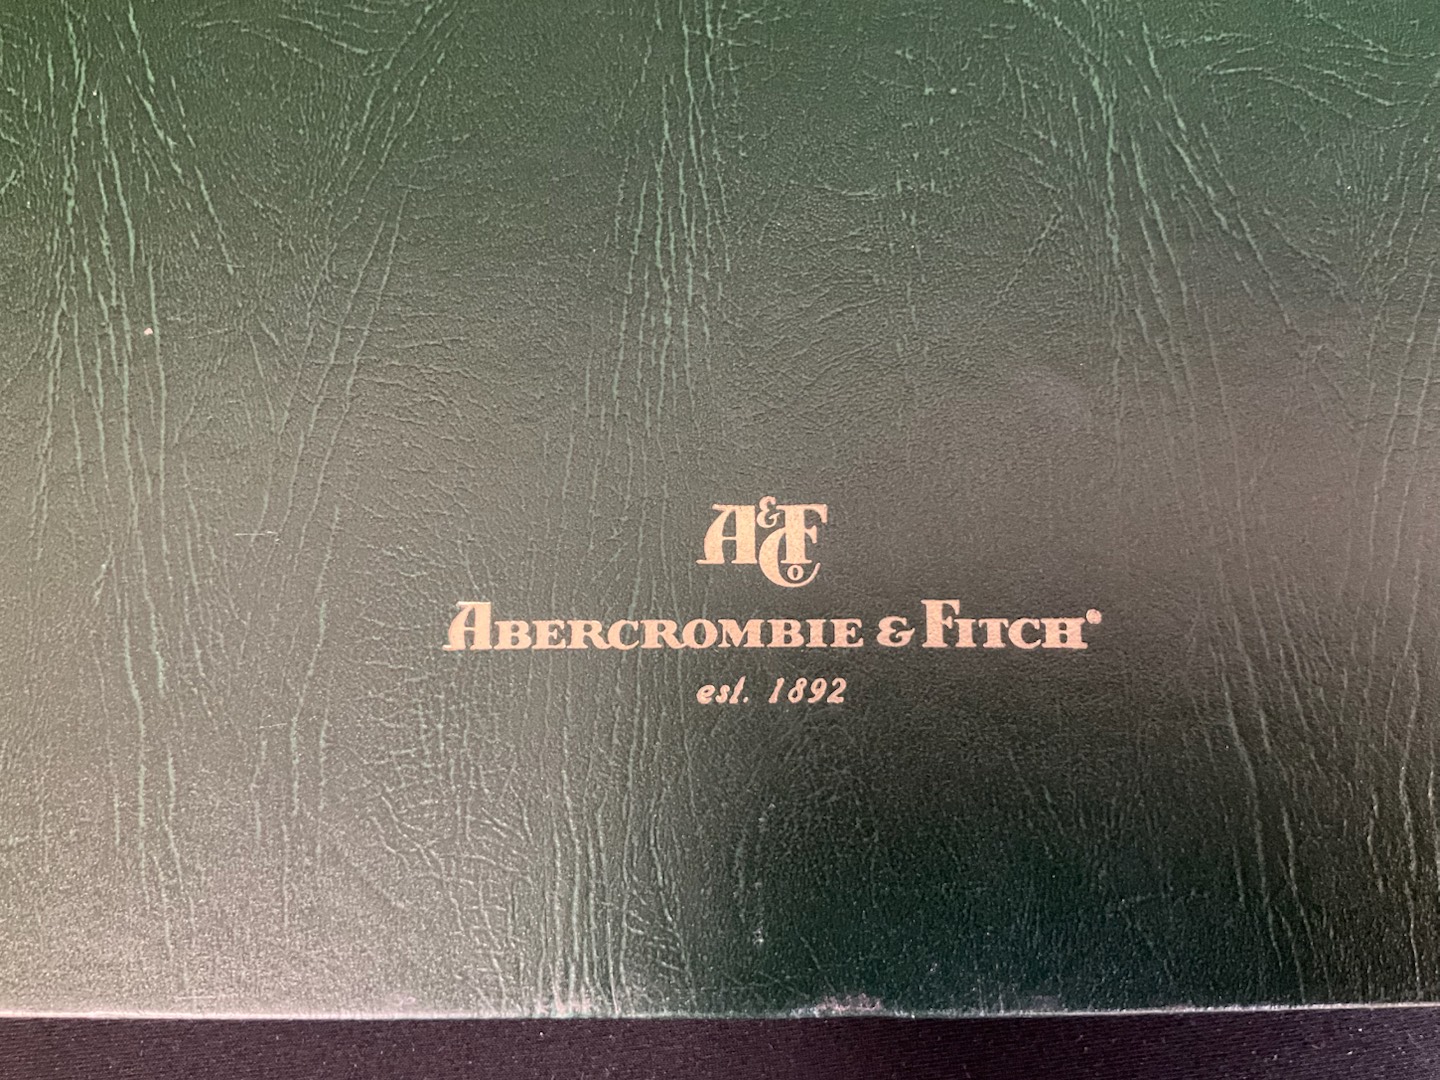 A&F
Co
ABERCROMBIE & FITCH®
est. 1892